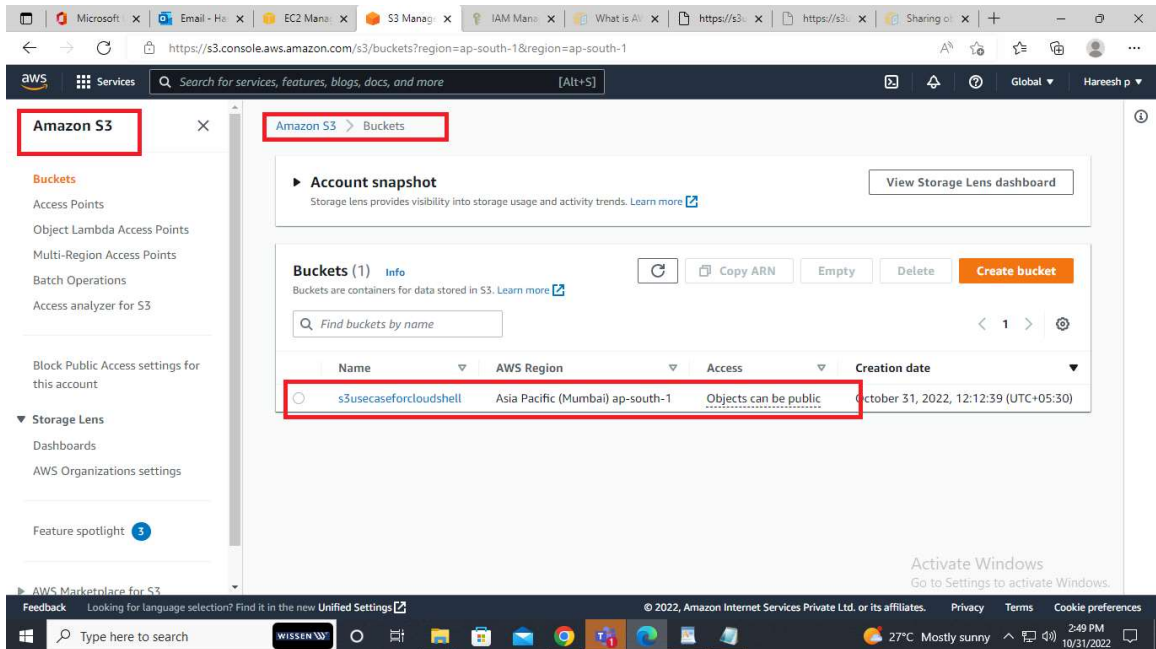 Microsoft
Email - Ha
EC2 Mana
S3 Manag
IAM Mana
What is A
https://s3
https://s3
Sharing o
https://s3.console.aws.amazon.com/s3/buckets?region=ap-south-1&region=ap-south-1
aws Services Search for services, features, blogs, docs, and more [Alt+S] Global Hareesh p
Amazon S3
Buckets
Access Points
Object Lambda Access Points
Multi-Region Access Points
Batch Operations
Access analyzer for S3
Block Public Access settings for
this account
Storage Lens
Dashboards
AWS Organizations settings
Feature spotlight 3
AWS Marketplace for S3
Amazon S3 > Buckets
Account snapshot
Storage lens provides visibility into storage usage and activity trends. Learn more
View Storage Lens dashboard
Buckets (1) Info
Buckets are containers for data stored in S3. Learn more
Copy ARN Empty Delete Create bucket
Find buckets by name
< 1 >
Name AWS Region Access Creation date
s3usecaseforcloudshell Asia Pacific (Mumbai) ap-south-1 Objects can be public October 31, 2022, 12:12:39 (UTC+05:30)
Activate Windows
Go to Settings to activate Windows.
Feedback Looking for language selection? Find it in the new Unified Settings © 2022, Amazon Internet Services Private Ltd. or its affiliates. Privacy Terms Cookie preferences
Type here to search WISSEN 27°C Mostly sunny 2:49 PM
10/31/2022